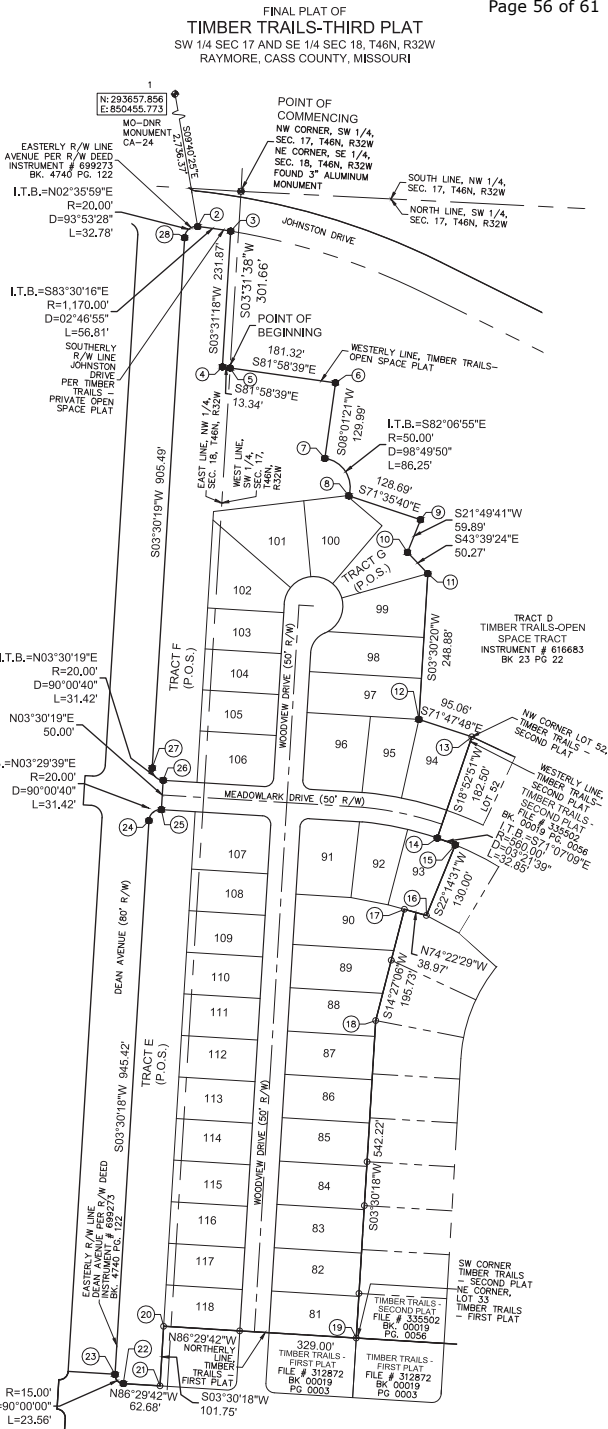 Page 56 of 61
FINAL PLAT OF
TIMBER TRAILS-THIRD PLAT
SW 1/4 SEC 17 AND SE 1/4 SEC 18, T46N, R32W
RAYMORE, CASS COUNTY, MISSOURI
1
N: 293657.856
E: 850455.773
MO-DNR
MONUMENT
CA-24
S09°40'25"E
2,736.37'
POINT OF
COMMENCING
NW CORNER, SW 1/4,
SEC. 17, T46N, R32W
NE CORNER, SE 1/4,
SEC. 18, T46N, R32W
FOUND 3" ALUMINUM
MONUMENT
SOUTH LINE, NW 1/4,
SEC. 17, T46N, R32W
NORTH LINE, SW 1/4,
SEC. 17, T46N, R32W
EASTERLY R/W LINE
AVENUE PER R/W DEED
INSTRUMENT # 699273
BK. 4740 PG. 122
I.T.B.=N02°35'59"E
R=20.00'
D=93°53'28"
L=32.78'
28
2
3
JOHNSTON DRIVE
I.T.B.=S83°30'16"E
R=1,170.00'
D=02°46'55"
L=56.81'
SOUTHERLY
R/W LINE
JOHNSTON
DRIVE
PER TIMBER
TRAILS –
PRIVATE OPEN
SPACE PLAT
S03°31'18"W 231.87'
S03°31'38"W
301.66'
POINT OF
BEGINNING
181.32'
S81°58'39"E
WESTERLY LINE, TIMBER TRAILS-
OPEN SPACE PLAT
4
5
6
S81°58'39"E
13.34'
S08°01'21"W
129.99'
EAST LINE, NW 1/4,
SEC. 18, T46N, R32W
WEST LINE,
SW 1/4,
SEC. 17,
T46N,
R32W
I.T.B.=S82°06'55"E
R=50.00'
D=98°49'50"
L=86.25'
7
8
128.69'
S71°35'40"E
9
S21°49'41"W
59.89'
S43°39'24"E
50.27'
10
11
S03°30'19"W 905.49'
101
100
TRACT G
(P.O.S.)
102
99
TRACT D
TIMBER TRAILS-OPEN
SPACE TRACT
INSTRUMENT # 616683
BK 23 PG 22
S03°30'20"W
248.88'
103
98
TRACT F
(P.O.S.)
WOODVIEW DRIVE (50' R/W)
104
97
12
95.06'
S71°47'48"E
105
NW CORNER LOT 52,
TIMBER TRAILS –
SECOND PLAT
13
.T.B.=N03°30'19"E
R=20.00'
D=90°00'40"
L=31.42'
106
96
95
94
S18°52'51"W
182.50'
LOT 52
WESTERLY LINE,
TIMBER TRAILS-
SECOND PLAT
TIMBER TRAILS -
SECOND PLAT
FILE # 335502
BK. 00019 PG. 0056
N03°30'19"E
50.00'
27
26
MEADOWLARK DRIVE (50' R/W)
.=N03°29'39"E
R=20.00'
D=90°00'40"
L=31.42'
24
25
14
15
I.T.B.=S71°07'09"E
R=560.00'
D=03°21'39"
L=32.85'
107
91
92
93
S22°14'31"W
130.00'
108
16
17
90
N74°22'29"W
38.97'
DEAN AVENUE (80' R/W)
109
89
S14°27'06"W
195.73'
110
88
18
111
87
TRACT E
(P.O.S.)
112
86
113
WOODVIEW DRIVE (50' R/W)
114
85
S03°30'18"W 945.42'
S03°30'18"W 542.22'
115
84
116
83
117
82
118
81
EASTERLY R/W LINE
DEAN AVENUE PER R/W DEED
INSTRUMENT # 699273
BK. 4740 PG. 122
SW CORNER
TIMBER TRAILS
– SECOND PLAT
NE CORNER,
LOT 33
TIMBER TRAILS
– FIRST PLAT
TIMBER TRAILS -
SECOND PLAT
FILE # 335502
BK. 00019
PG. 0056
20
19
N86°29'42"W
329.00'
NORTHERLY
LINE,
TIMBER
TRAILS –
FIRST PLAT
TIMBER TRAILS -
FIRST PLAT
FILE # 312872
BK 00019
PG 0003
TIMBER TRAILS -
FIRST PLAT
FILE # 312872
BK 00019
PG 0003
23
22
21
R=15.00'
=90°00'00"
L=23.56'
N86°29'42"W
62.68'
S03°30'18"W
101.75'